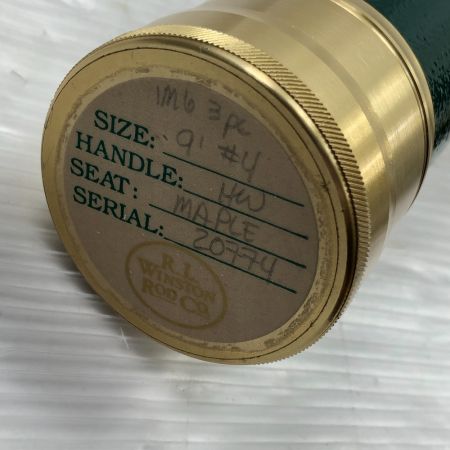 IM6 3pc
SIZE: 9' #4
HANDLE: HW
SEAT: MAPLE
SERIAL: 20774
R. L.
WINSTON
ROD CO.